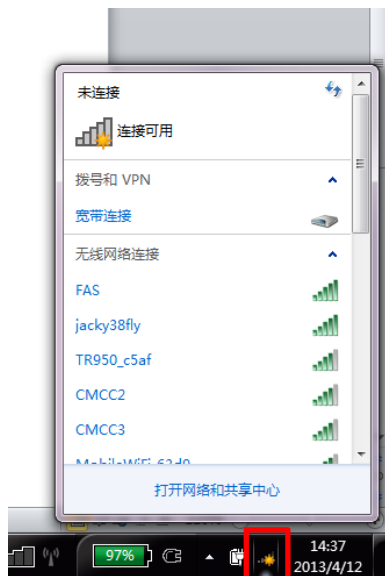 未连接
连接可用
拨号和 VPN
宽带连接
无线网络连接
FAS
jacky38fly
TR950_c5af
CMCC2
CMCC3
打开网络和共享中心
97%
14:37
2013/4/12